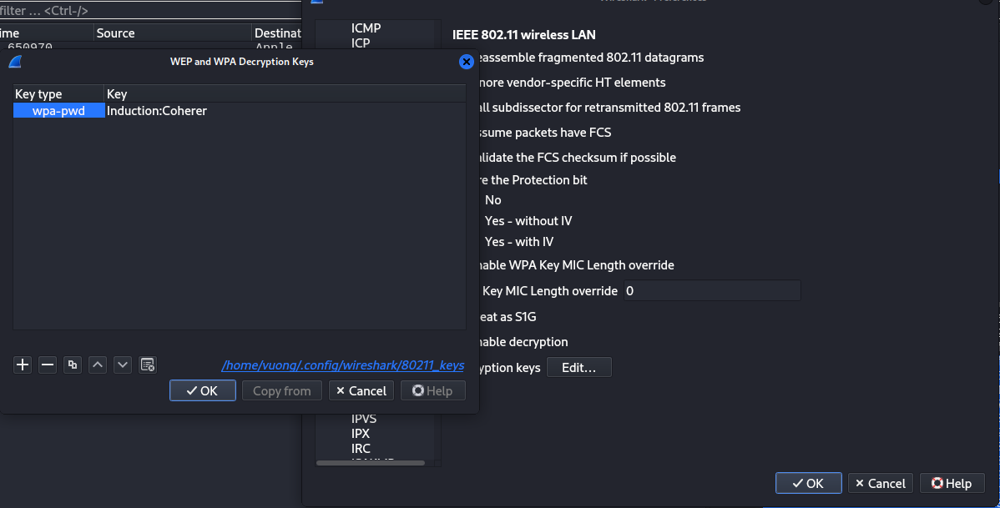 filter ... <Ctrl-/>
ime Source Destinat
650970 Apple
WEP and WPA Decryption Keys
Key type Key
wpa-pwd Induction:Coherer
/home/vuong/.config/wireshark/80211_keys
OK Copy from Cancel Help
ICMP
ICP
IPVS
IPX
IRC
IEEE 802.11 wireless LAN
eassemble fragmented 802.11 datagrams
nore vendor-specific HT elements
all subdissector for retransmitted 802.11 frames
ssume packets have FCS
alidate the FCS checksum if possible
re the Protection bit
No
Yes - without IV
Yes - with IV
nable WPA Key MIC Length override
Key MIC Length override 0
eat as S1G
nable decryption
yption keys Edit...
OK Cancel Help